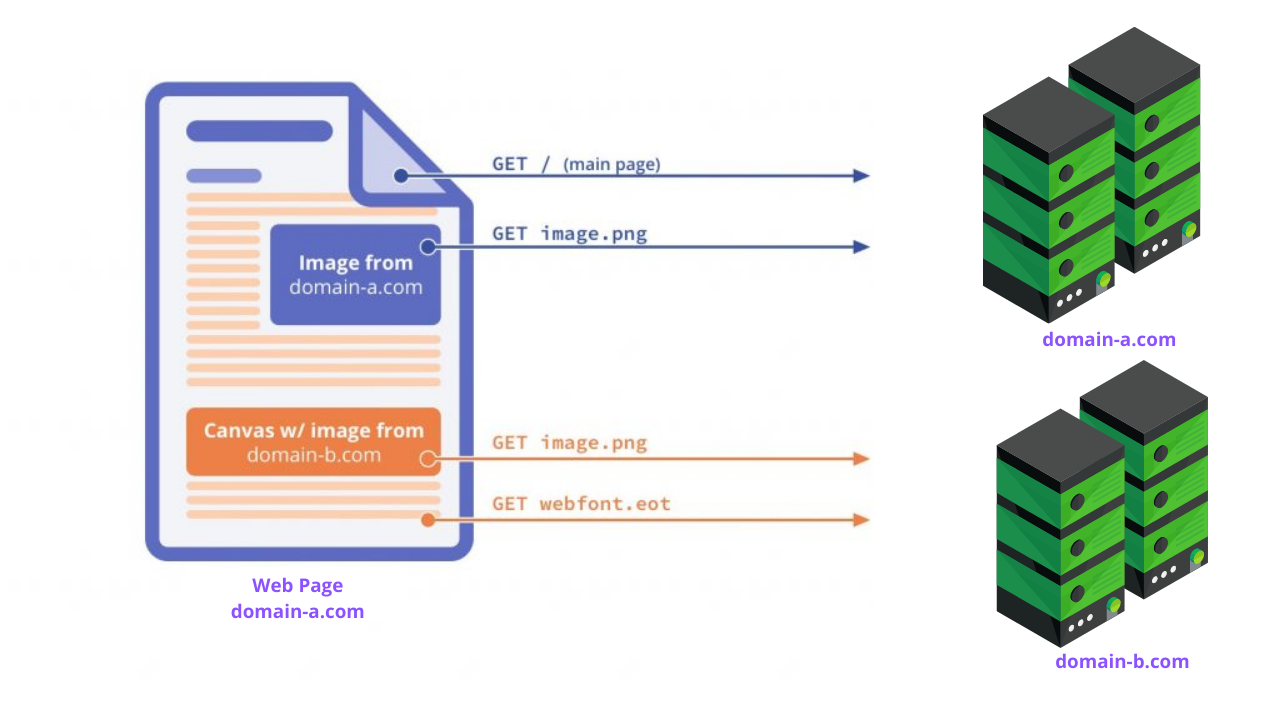 GET / (main page)
GET image.png
Image from
domain-a.com
Canvas w/ image from
domain-b.com
GET image.png
GET webfont.eot
Web Page
domain-a.com
domain-a.com
domain-b.com